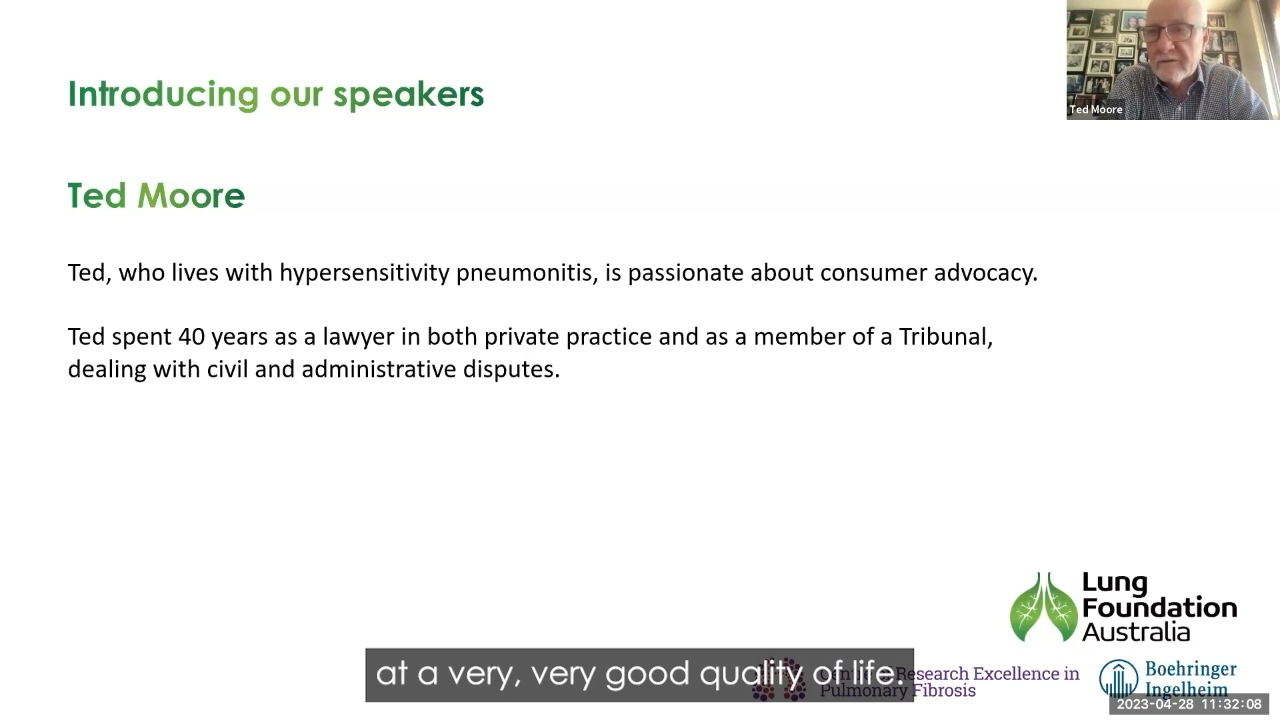 Introducing our speakers
Ted Moore
Ted Moore
Ted, who lives with hypersensitivity pneumonitis, is passionate about consumer advocacy.
Ted spent 40 years as a lawyer in both private practice and as a member of a Tribunal,
dealing with civil and administrative disputes.
Lung
Foundation
Australia
at a very, very good quality of life.
Research Excellence in
Pulmonary Fibrosis
Boehringer
Ingelheim
2023-04-28 11:32:08